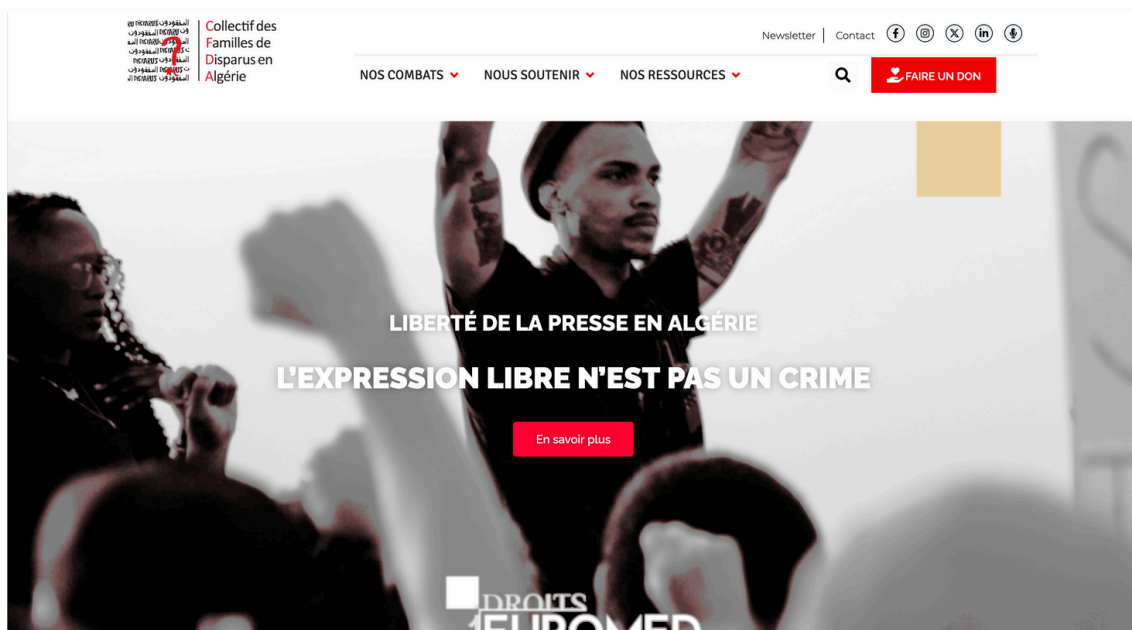 Collectif des
Familles de
Disparus en
Algérie
Newsletter | Contact
NOS COMBATS
NOUS SOUTENIR
NOS RESSOURCES
FAIRE UN DON
LIBERTÉ DE LA PRESSE EN ALGÉRIE
L'EXPRESSION LIBRE N'EST PAS UN CRIME
En savoir plus
DROITS
EUROMED